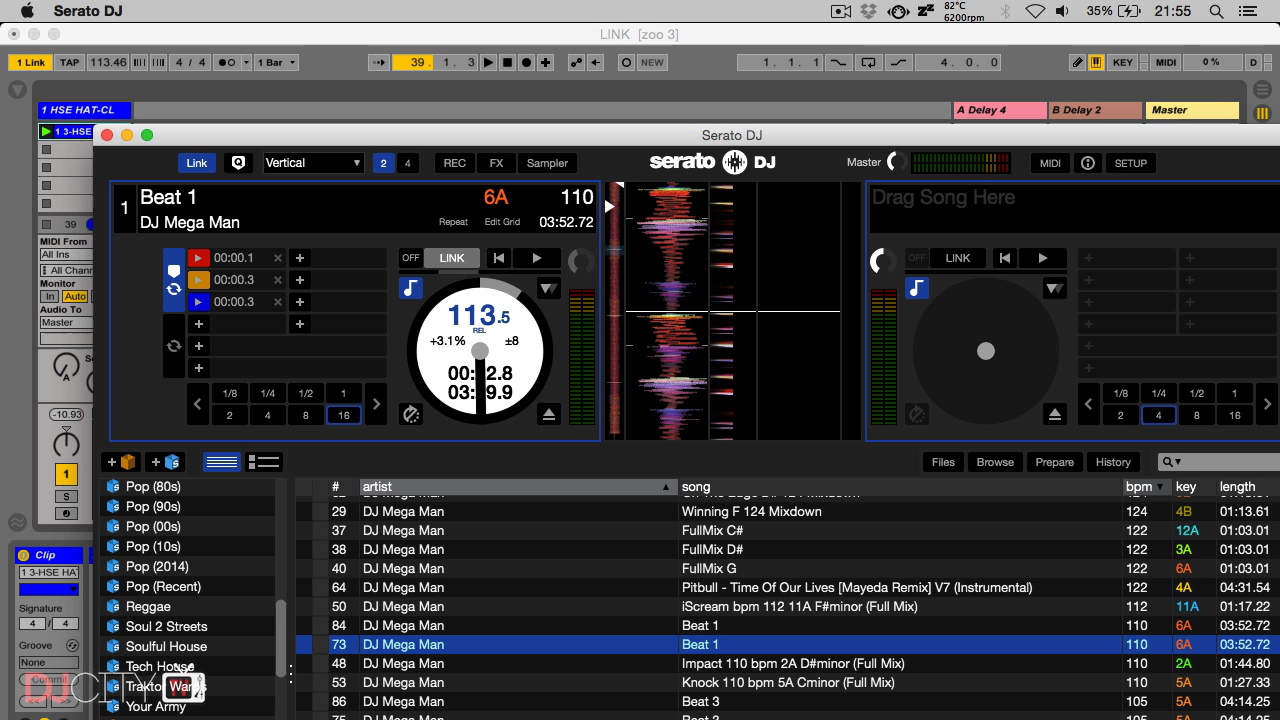 Serato DJ
82°C
6200rpm
35%
21:55
LINK [zoo 3]
1 Link TAP 113.46 4 / 4 1 Bar 39. 1. 3 NEW 1. 1. 1 4. 0. 0 KEY MIDI 0 % D
1 HSE HAT-CL A Delay 4 B Delay 2 Master
1 3-HSE
Serato DJ
Link Q Vertical 2 4 REC FX Sampler serato DJ Master MIDI SETUP
39
MIDI From
All Ins
All Chann
Monitor
In Auto
Audio To
Master
A
-10.93
1
S
1 Beat 1 6A 110
DJ Mega Man Repeat Edit Grid 03:52.72
Drag Song Here
00:00.1
00:00.3
00:00.3
OFF LINK
113.5
REL
+3.1% ±8
1/8 1/4 1/2 1
2 4 8 16
OFF LINK
1/8 1/4 1/2 1
4 8 16
Files Browse Prepare History
Pop (80s)
Pop (90s)
Pop (00s)
Pop (10s)
Pop (2014)
Pop (Recent)
Reggae
Soul 2 Streets
Soulful House
Tech House
Your Army
# artist song bpm key length
29 DJ Mega Man Winning F 124 Mixdown 124 4B 01:13.61
37 DJ Mega Man FullMix C# 122 12A 01:03.01
38 DJ Mega Man FullMix D# 122 3A 01:03.01
40 DJ Mega Man FullMix G 122 6A 01:03.01
64 DJ Mega Man Pitbull - Time Of Our Lives [Mayeda Remix] V7 (Instrumental) 122 4A 04:31.54
50 DJ Mega Man iScream bpm 112 11A F#minor (Full Mix) 112 11A 01:17.22
84 DJ Mega Man Beat 1 110 6A 03:52.72
73 DJ Mega Man Beat 1 110 6A 03:52.72
48 DJ Mega Man Impact 110 bpm 2A D#minor (Full Mix) 110 2A 01:44.80
53 DJ Mega Man Knock 110 bpm 5A Cminor (Full Mix) 110 5A 01:27.33
86 DJ Mega Man Beat 3 105 5A 04:14.25
Clip
1 3-HSE HAT
Signature
4 / 4
Groove
None
Commit
DJCITY